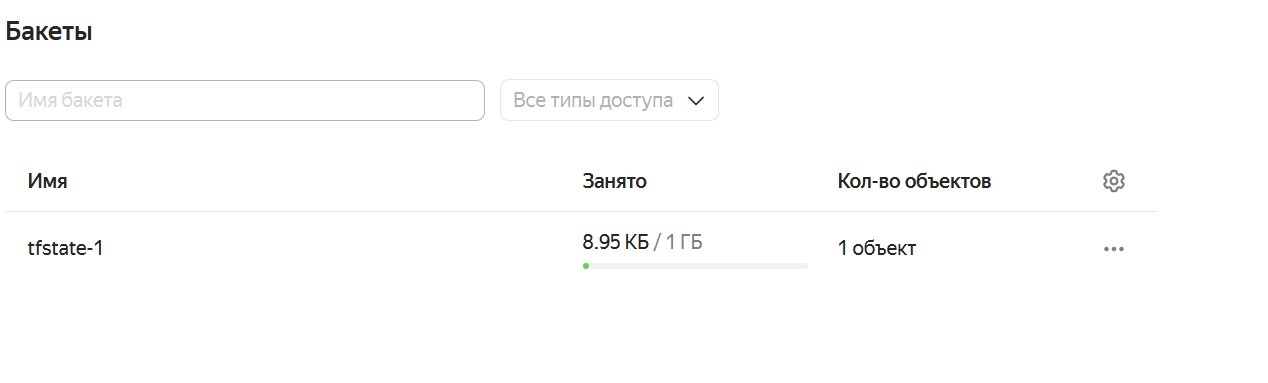 Бакеты
Имя бакета
Все типы доступа
Имя Занято Кол-во объектов
tfstate-1 8.95 КБ / 1 ГБ 1 объект